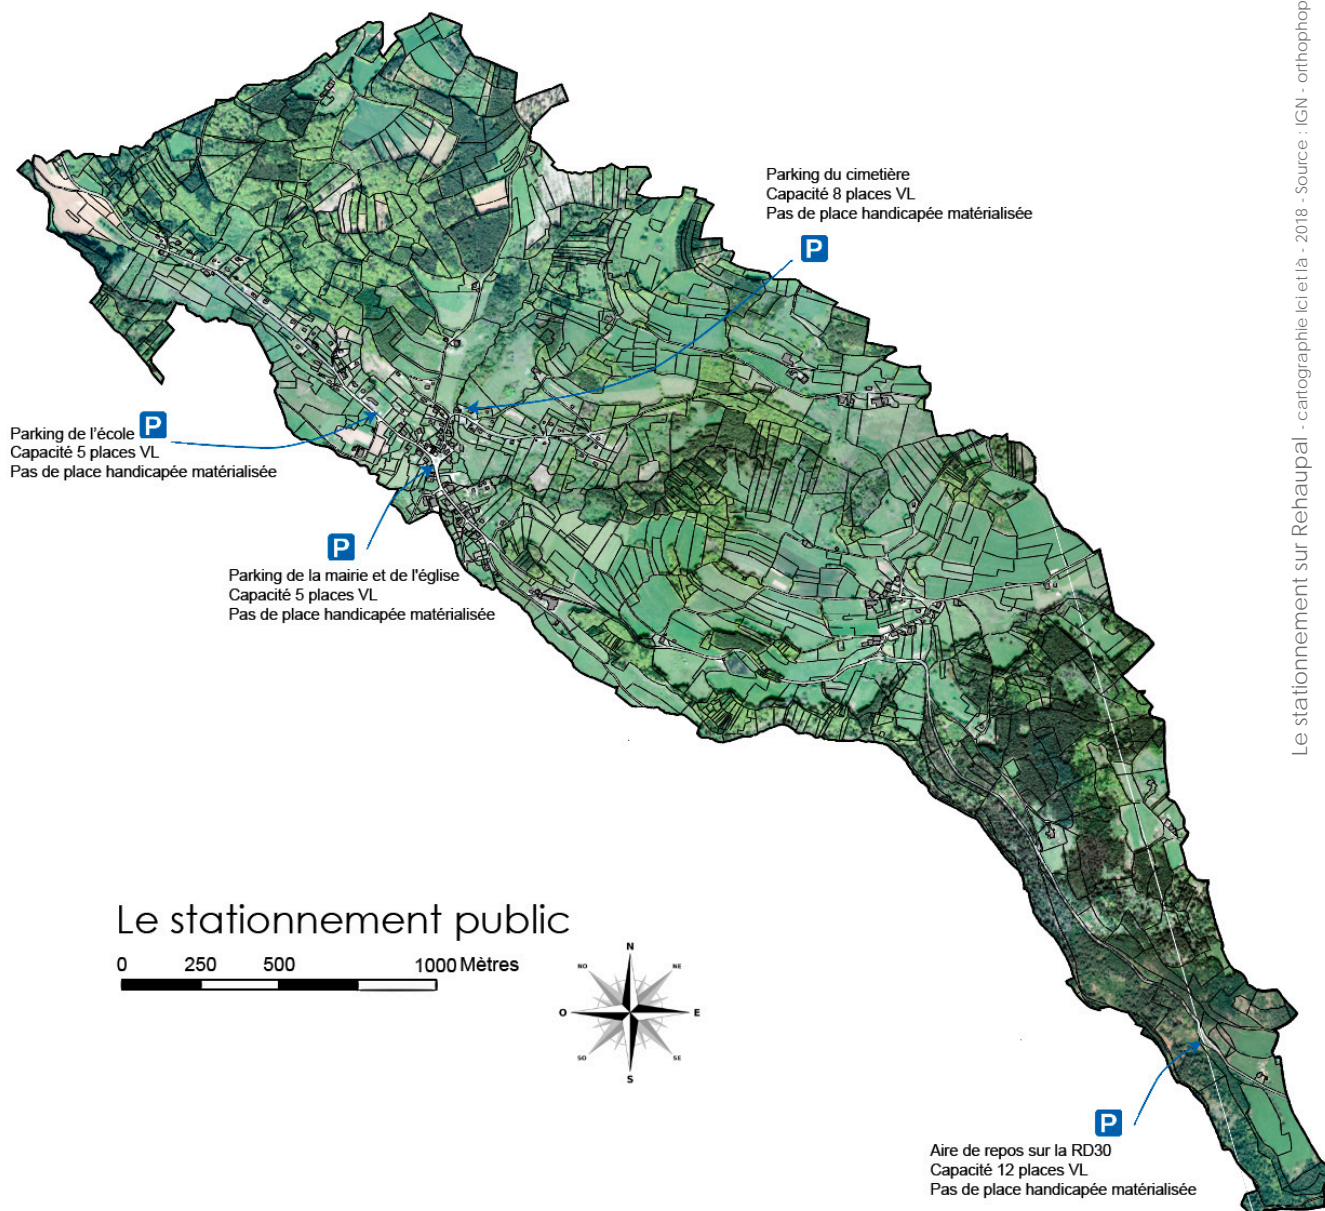 Parking du cimetière
Capacité 8 places VL
Pas de place handicapée matérialisée
P
P
Parking de l'école
Capacité 5 places VL
Pas de place handicapée matérialisée
P
Parking de la mairie et de l'église
Capacité 5 places VL
Pas de place handicapée matérialisée
Le stationnement public
0 250 500 1000 Mètres
N
NO NE
O E
SO SE
S
P
Aire de repos sur la RD30
Capacité 12 places VL
Pas de place handicapée matérialisée
Le stationnement sur Rehaupal - cartographie Ici et là - 2018 - Source : IGN - orthophop